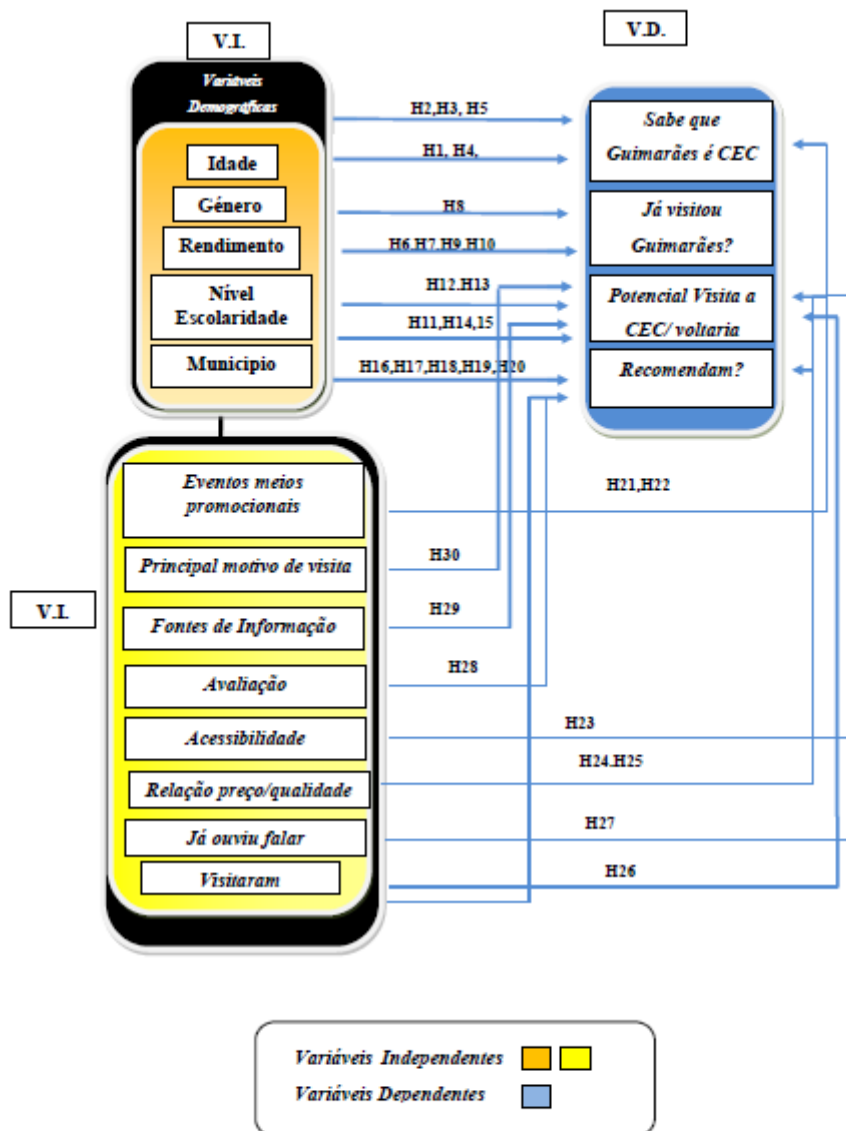 V.I.
V.D.
Variáveis
Demográficas
Idade
Género
Rendimento
Nível
Escolaridade
Municipio
H2,H3, H5
H1, H4,
H8
H6.H7.H9.H10
H12.H13
H11,H14,15
H16,H17,H18,H19,H20
Sabe que
Guimarães é CEC
Já visitou
Guimarães?
Potencial Visita a
CEC/ voltaria
Recomendam?
V.I.
Eventos meios
promocionais
Principal motivo de visita
Fontes de Informação
Avaliação
Acessibilidade
Relação preço/qualidade
Já ouviu falar
Visitaram
H21,H22
H30
H29
H28
H23
H24.H25
H27
H26
Variáveis Independentes
Variáveis Dependentes